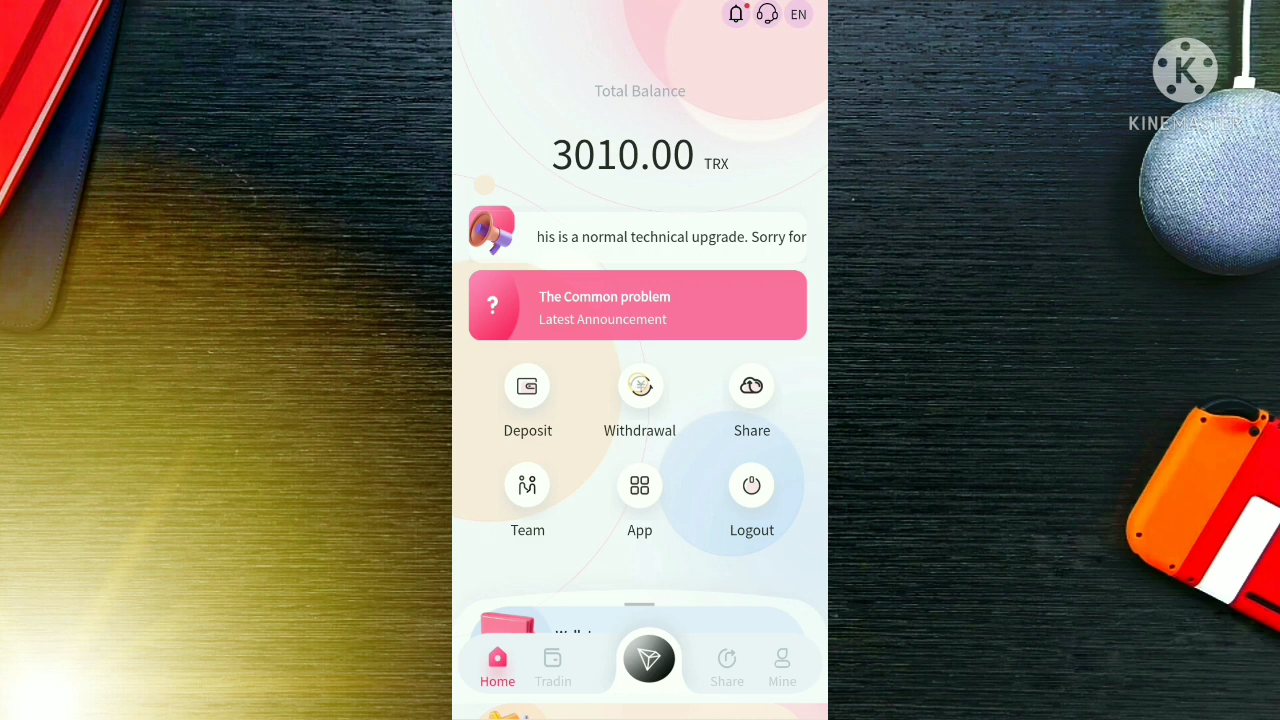 EN
KINEMASTER
Total Balance
3010.00 TRX
his is a normal technical upgrade. Sorry for
?
The Common problem
Latest Announcement
Deposit
Withdrawal
Share
Team
App
Logout
Home
Tradin
Share
Mine